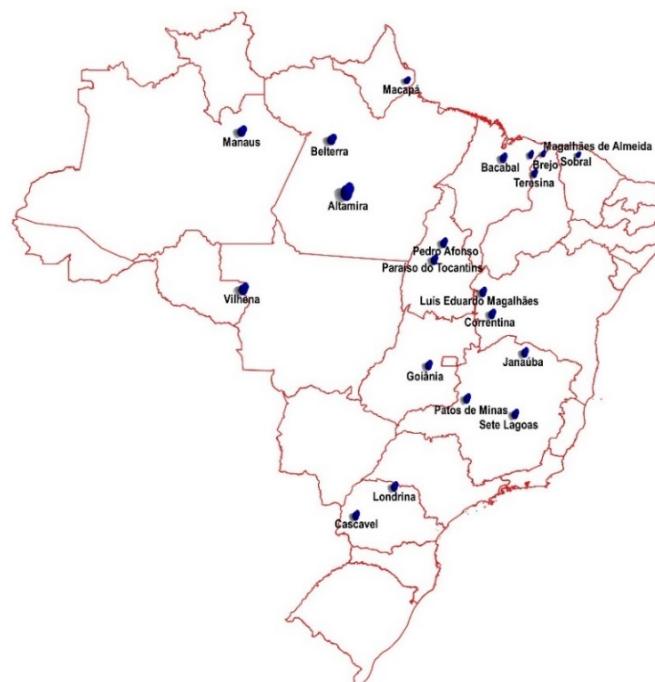 Macapá
Manaus
Belterra
Magalhães de Almeida
Bacabal
Brejo
Sobral
Teresina
Altamira
Pedro Afonso
Paraíso do Tocantins
Vilhena
Luís Eduardo Magalhães
Correntina
Janaúba
Goiânia
Patos de Minas
Sete Lagoas
Londrina
Cascavel